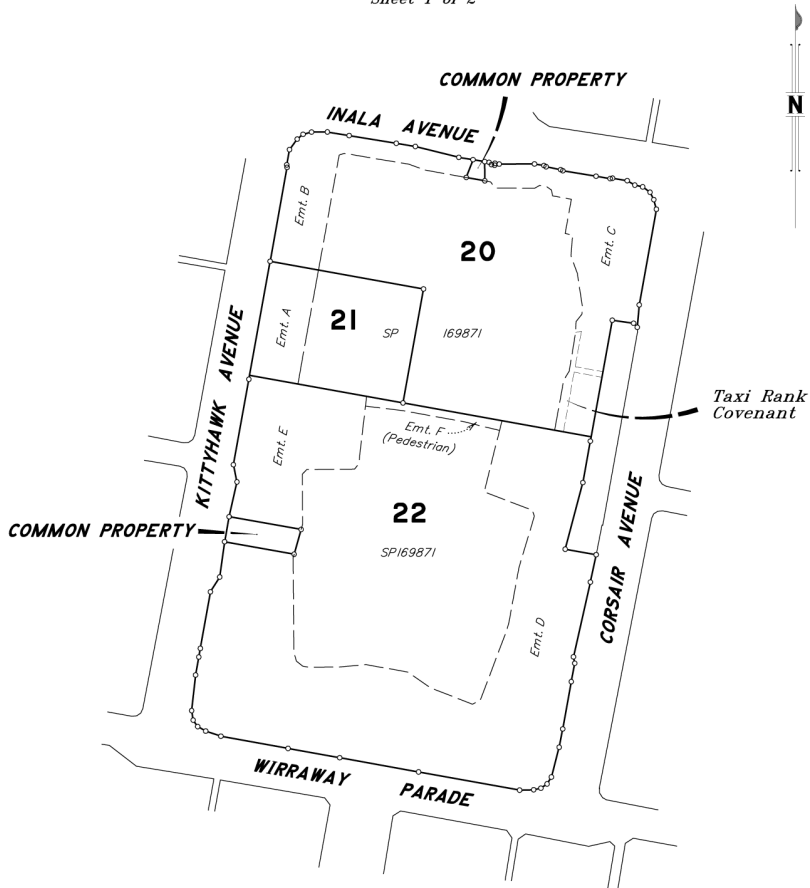 Sheet 1 of 2
COMMON PROPERTY
N
INALA AVENUE
Emt. B
20
Emt. C
21
Emt. A
SP 169871
KITTYHAWK AVENUE
Taxi Rank
Covenant
Emt. F
(Pedestrian)
Emt. E
22
COMMON PROPERTY
SP169871
CORSAIR AVENUE
Emt. D
WIRRAWAY PARADE